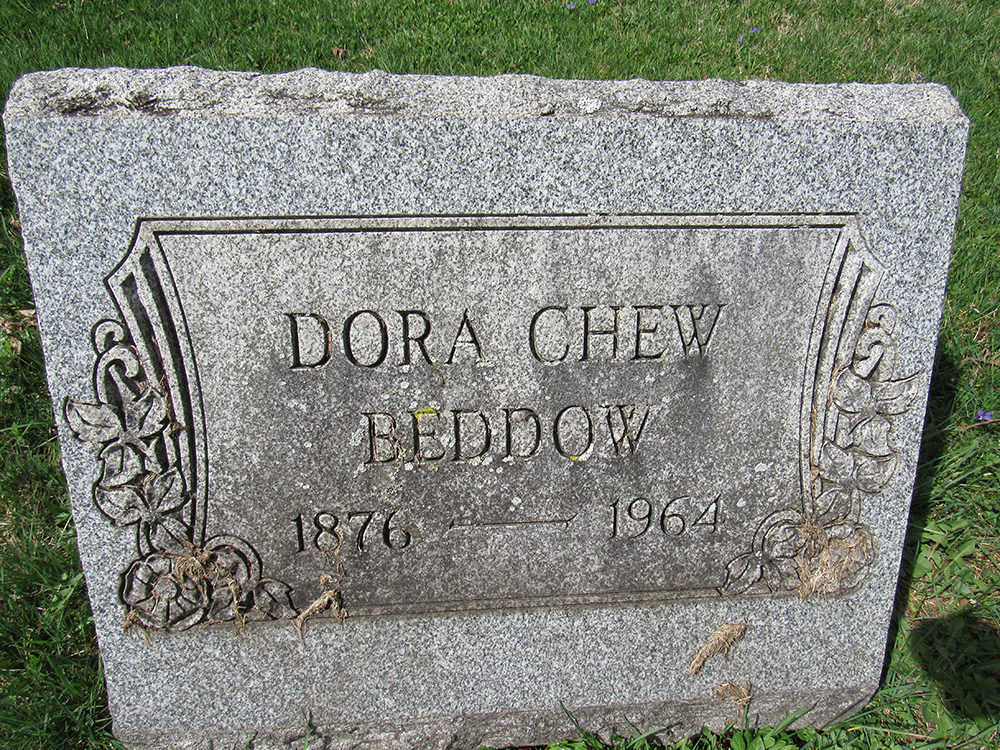 DORA CHEW
BEDDOW
1876 — 1964